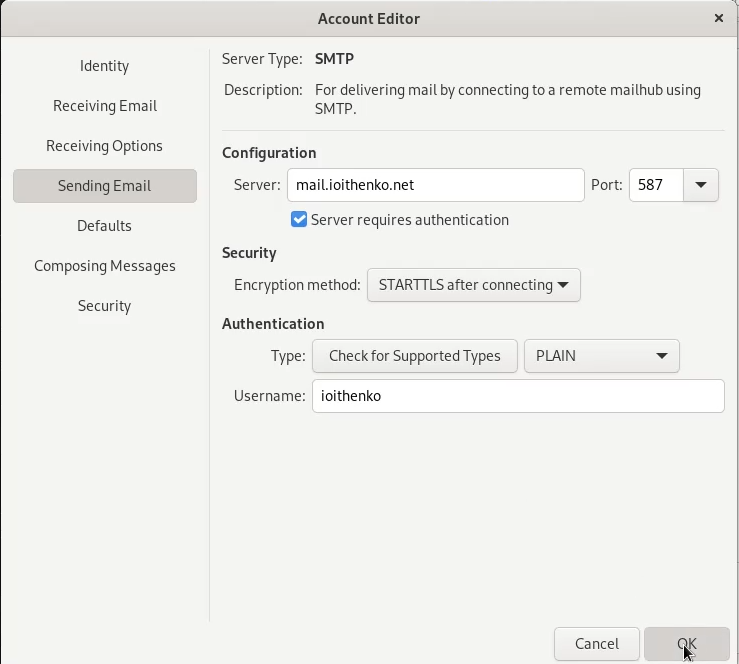 Account Editor
×
Identity
Receiving Email
Receiving Options
Sending Email
Defaults
Composing Messages
Security
Server Type: SMTP
Description: For delivering mail by connecting to a remote mailhub using
SMTP.
Configuration
Server: mail.ioithenko.net Port: 587
Server requires authentication
Security
Encryption method: STARTTLS after connecting
Authentication
Type: Check for Supported Types PLAIN
Username: ioithenko
Cancel OK